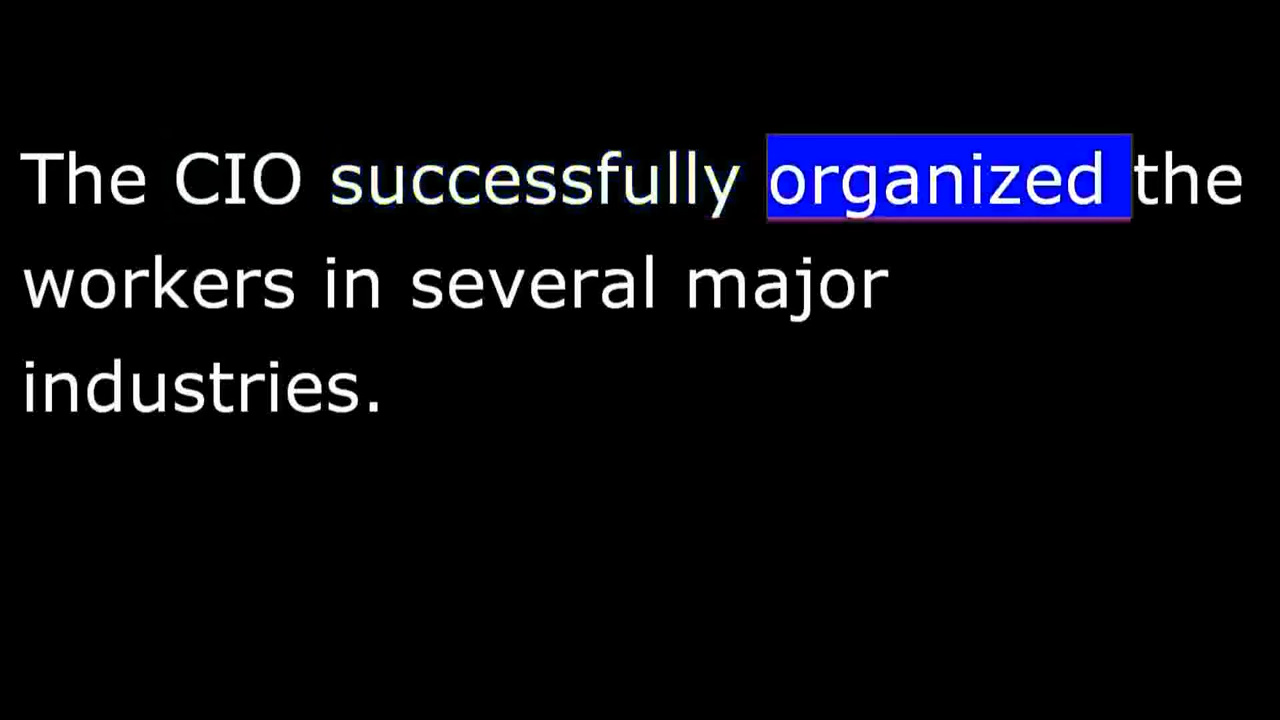 The CIO successfully organized the
workers in several major
industries.